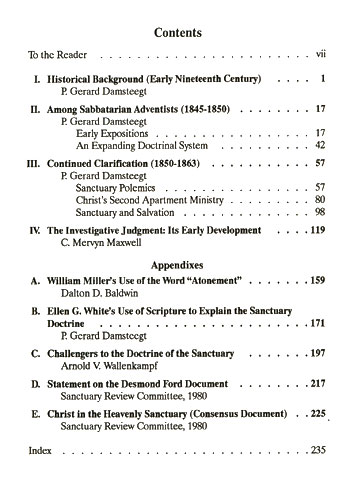 Contents
To the Reader . . . . . . . . . . . . . . . . . . . . . . . vii
I. Historical Background (Early Nineteenth Century) . . . . 1
P. Gerard Damsteegt
II. Among Sabbatarian Adventists (1845-1850) . . . . . . . . 17
P. Gerard Damsteegt
Early Expositions . . . . . . . . . . . . . . . . . 17
An Expanding Doctrinal System . . . . . . . . . . 42
III. Continued Clarification (1850-1863) . . . . . . . . . . . 57
P. Gerard Damsteegt
Sanctuary Polemics . . . . . . . . . . . . . . . . 57
Christ's Second Apartment Ministry . . . . . . . . . 80
Sanctuary and Salvation . . . . . . . . . . . . . . 98
IV. The Investigative Judgment: Its Early Development . . . . 119
C. Mervyn Maxwell
Appendixes
A. William Miller's Use of the Word “Atonement” . . . . . . . 159
Dalton D. Baldwin
B. Ellen G. White's Use of Scripture to Explain the Sanctuary
Doctrine . . . . . . . . . . . . . . . . . . . . . . . 171
P. Gerard Damsteegt
C. Challengers to the Doctrine of the Sanctuary . . . . . . . 197
Arnold V. Wallenkampf
D. Statement on the Desmond Ford Document . . . . . . . . 217
Sanctuary Review Committee, 1980
E. Christ in the Heavenly Sanctuary (Consensus Document) . . 225
Sanctuary Review Committee, 1980
Index . . . . . . . . . . . . . . . . . . . . . . . . . . . 235